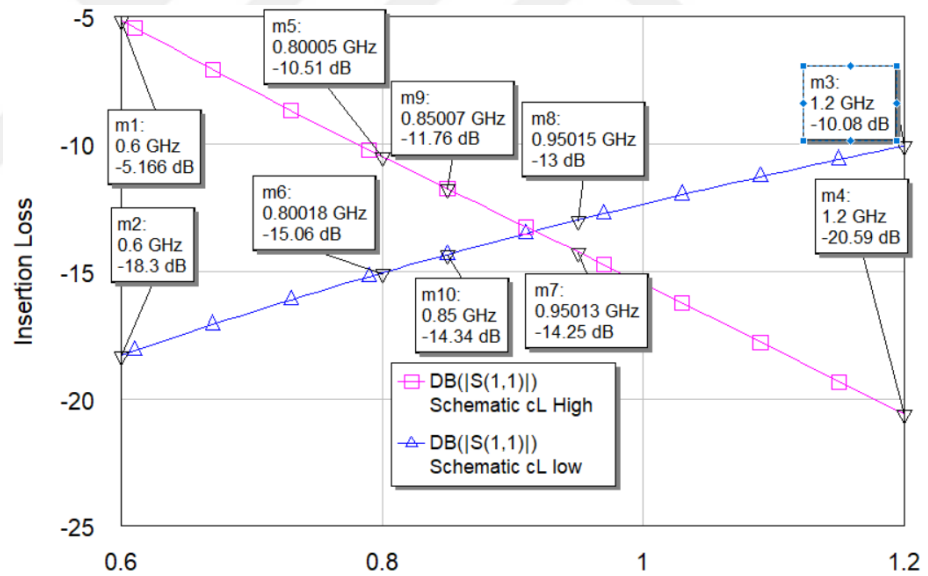 -5
-10
-15
-20
-25
Insertion Loss
m5:
0.80005 GHz
-10.51 dB
m3:
1.2 GHz
-10.08 dB
m9:
0.85007 GHz
-11.76 dB
m8:
0.95015 GHz
-13 dB
m1:
0.6 GHz
-5.166 dB
m6:
0.80018 GHz
-15.06 dB
m4:
1.2 GHz
-20.59 dB
m2:
0.6 GHz
-18.3 dB
m10:
0.85 GHz
-14.34 dB
m7:
0.95013 GHz
-14.25 dB
DB(|S(1,1)|)
Schematic cL High
DB(|S(1,1)|)
Schematic cL low
0.6
0.8
1
1.2